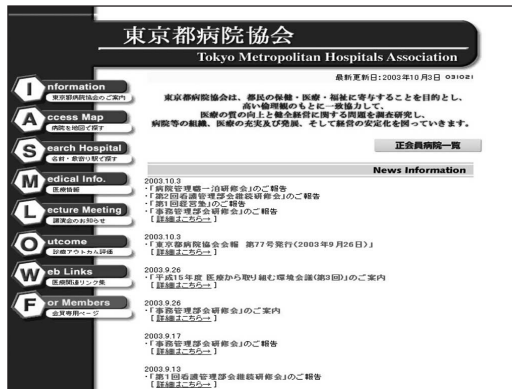 東京都病院協会
Tokyo Metropolitan Hospitals Association
最新更新日:2003年10月3日 031021
東京都病院協会は、都民の保健・医療・福祉に寄与することを目的とし、
高い倫理観のもとに一致協力して、
医療の質の向上と健全経営に関する問題を調査研究し、
病院等の組織、医療の充実及び発展、そして経営の安定化を図っていきます。
正会員病院一覧
News Information
Information
東京都病院協会のご案内
Access Map
病院を地図で探す
Search Hospital
名前・最寄り駅で探す
Medical Info.
医療情報
Lecture Meeting
講演会のお知らせ
Outcome
診療アウトカム評価
Web Links
医療関連リンク集
For Members
会員専用ページ
2003.10.3
・「病院管理職一泊研修会」のご報告
・「第2回看護管理部会継続研修会」のご報告
・「第1回経営塾」のご報告
・「事務管理部会研修会」のご報告
[ 詳細はこちら→ ]
2003.10.3
・「東京都病院協会会報 第77号発行(2003年9月26日)」
[ 詳細はこちら→ ]
2003.9.26
・「平成15年度 医療から取り組む環境会議(第3回)」のご案内
[ 詳細はこちら→ ]
2003.9.26
・「事務管理部会研修会」のご案内
[ 詳細はこちら→ ]
2003.9.17
・「事務管理部会研修会」のご報告
[ 詳細はこちら→ ]
2003.9.13
・「第1回看護管理部会継続研修会」のご報告
[ 詳細はこちら→ ]